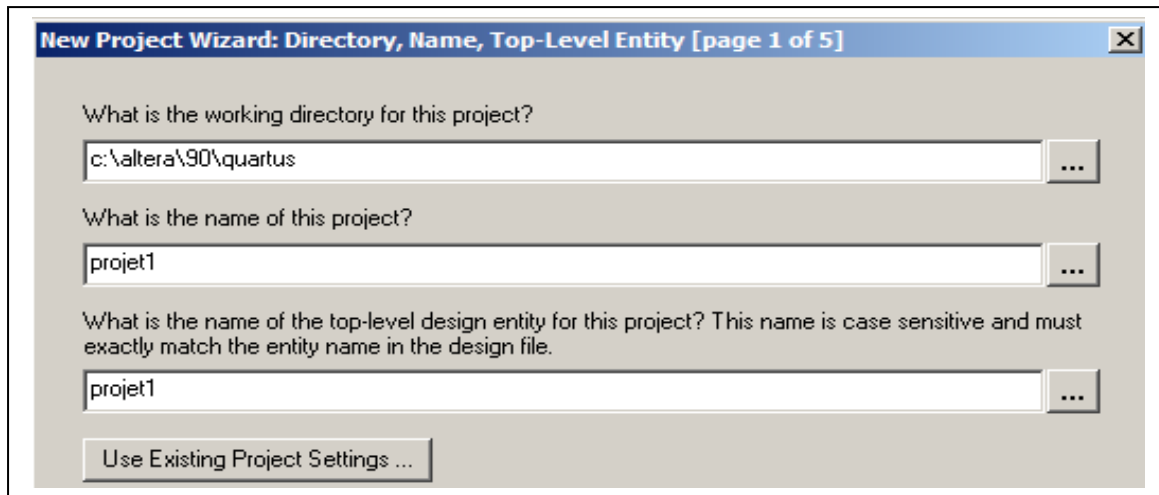 New Project Wizard: Directory, Name, Top-Level Entity [page 1 of 5]
What is the working directory for this project?
c:\altera\90\quartus
...
What is the name of this project?
projet1
...
What is the name of the top-level design entity for this project? This name is case sensitive and must
exactly match the entity name in the design file.
projet1
...
Use Existing Project Settings ...